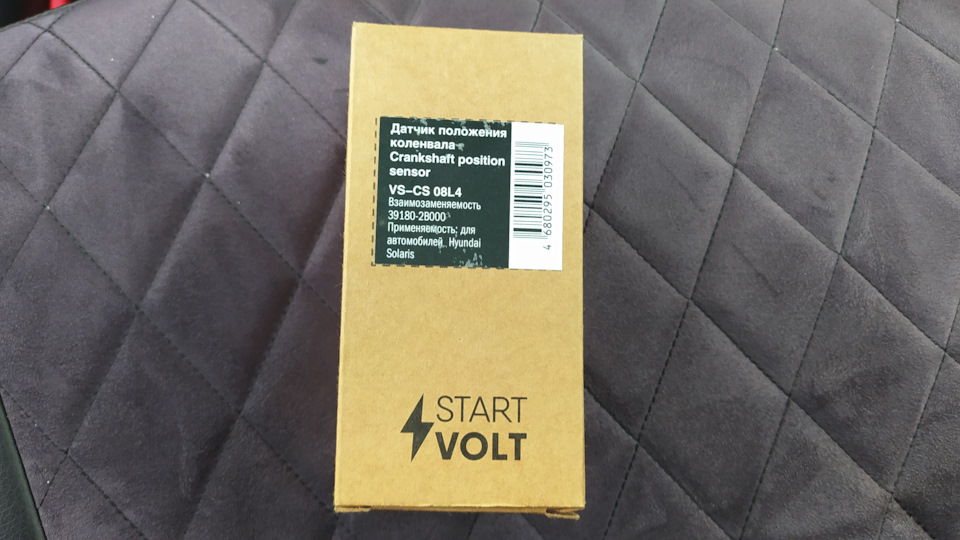 Датчик положения
коленвала
Crankshaft position
sensor
VS-CS 08L4
Взаимозаменяемость
39180-2B000
Применяемость: для
автомобилей Hyundai
Solaris
4 680295 030973
START
VOLT